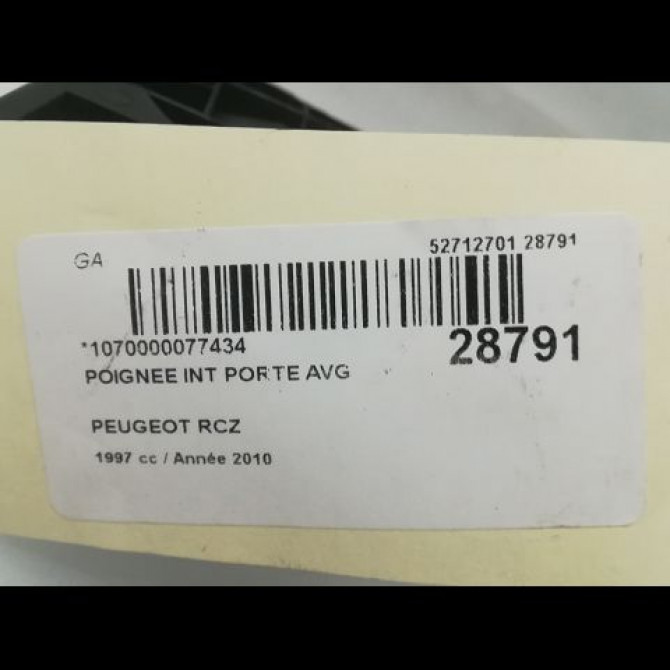 GA
52712701 28791
*1070000077434
28791
POIGNEE INT PORTE AVG
PEUGEOT RCZ
1997 cc / Année 2010